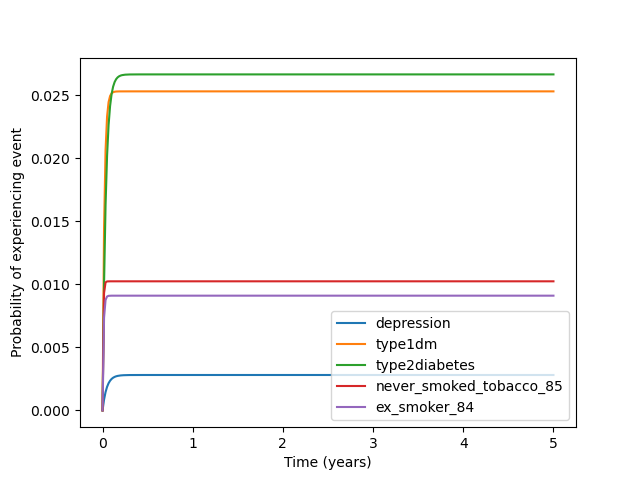 Probability of experiencing event
0.025
0.020
0.015
0.010
0.005
0.000
depression
type1dm
type2diabetes
never_smoked_tobacco_85
ex_smoker_84
0 1 2 3 4 5
Time (years)